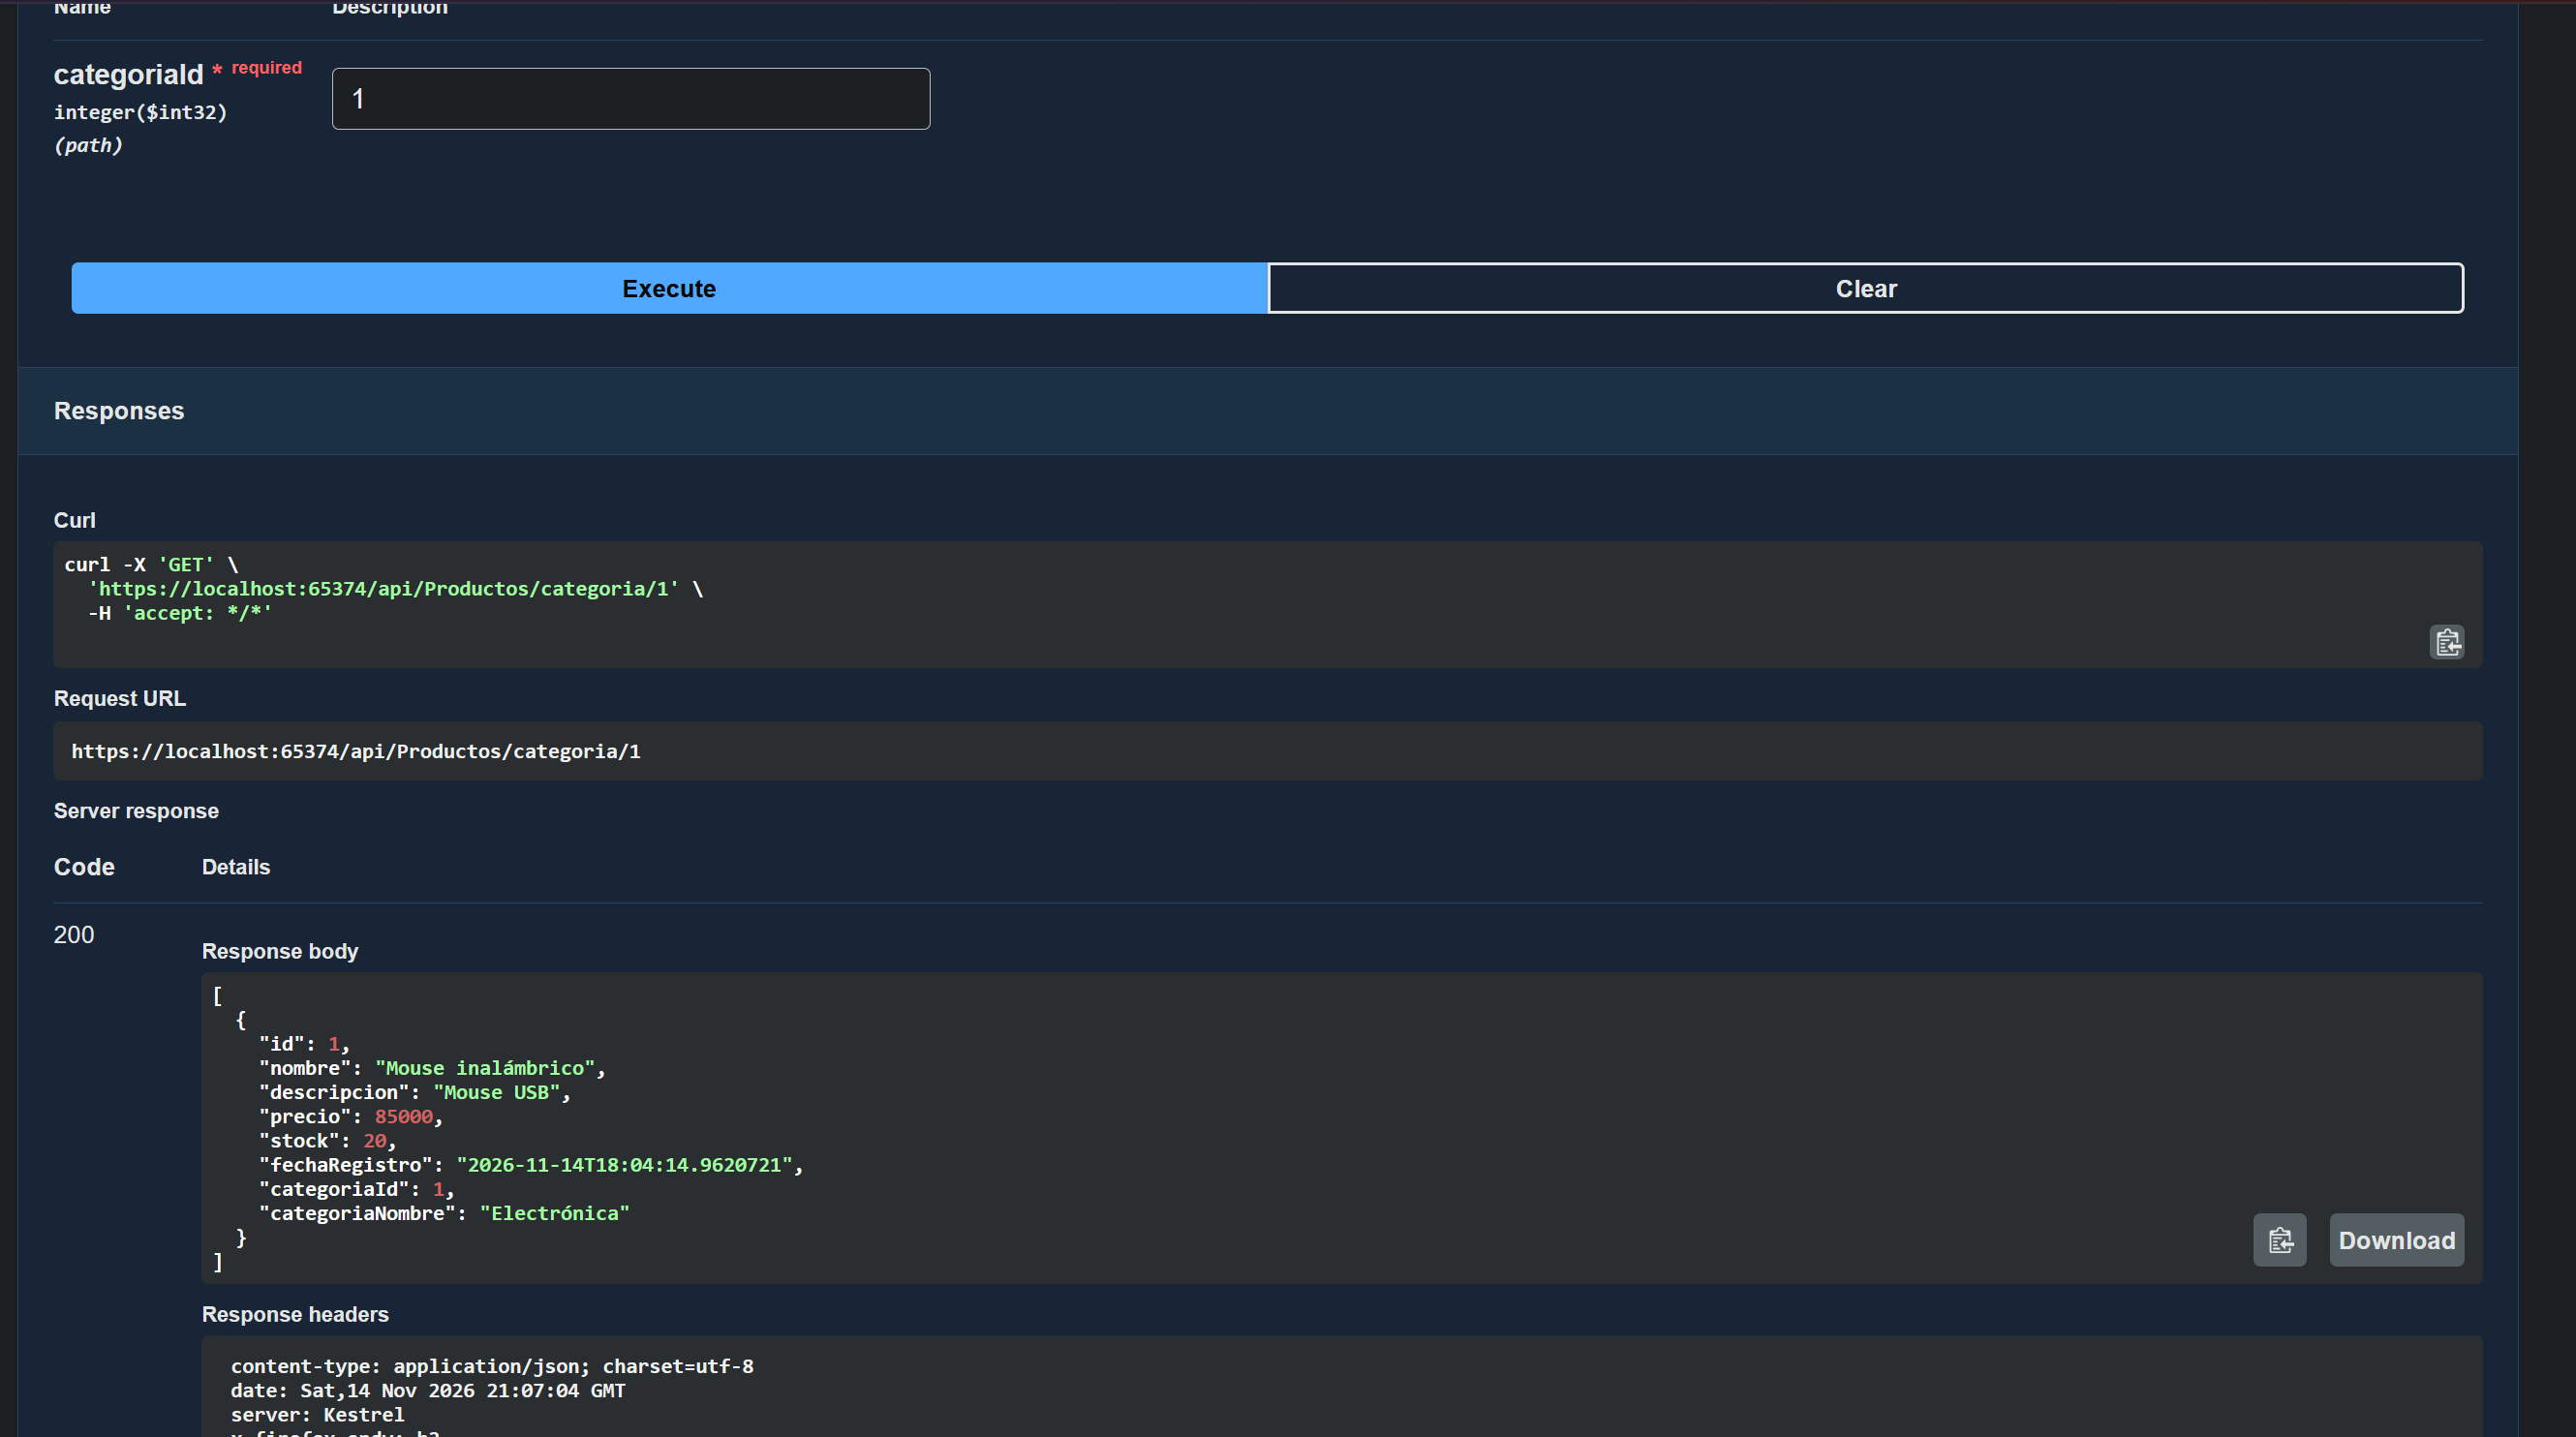 Name Description
categoriaId * required
integer($int32)
(path)
1
Execute Clear
Responses
Curl
curl -X 'GET' \
  'https://localhost:65374/api/Productos/categoria/1' \
  -H 'accept: */*'
Request URL
https://localhost:65374/api/Productos/categoria/1
Server response
Code Details
200
Response body
[
  {
    "id": 1,
    "nombre": "Mouse inalámbrico",
    "descripcion": "Mouse USB",
    "precio": 85000,
    "stock": 20,
    "fechaRegistro": "2026-11-14T18:04:14.9620721",
    "categoriaId": 1,
    "categoriaNombre": "Electrónica"
  }
]
Download
Response headers
content-type: application/json; charset=utf-8
date: Sat,14 Nov 2026 21:07:04 GMT
server: Kestrel